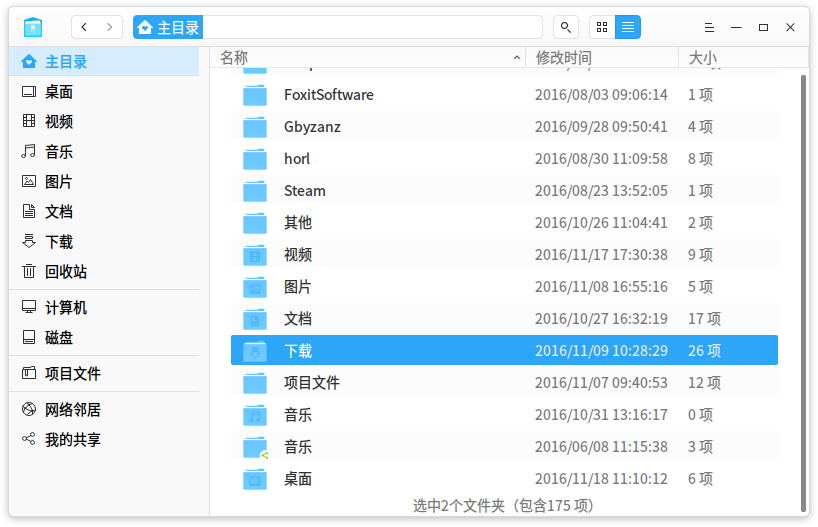 主目录
名称 修改时间 大小
主目录
桌面
视频
音乐
图片
文档
下载
回收站
计算机
磁盘
项目文件
网络邻居
我的共享
FoxitSoftware 2016/08/03 09:06:14 1 项
Gbyzanz 2016/09/28 09:50:41 4 项
horl 2016/08/30 11:09:58 8 项
Steam 2016/08/23 13:52:05 1 项
其他 2016/10/26 11:04:41 2 项
视频 2016/11/17 17:30:38 9 项
图片 2016/11/08 16:55:16 5 项
文档 2016/10/27 16:32:19 17 项
下载 2016/11/09 10:28:29 26 项
项目文件 2016/11/07 09:40:53 12 项
音乐 2016/10/31 13:16:17 0 项
音乐 2016/06/08 11:15:38 3 项
桌面 2016/11/18 11:10:12 6 项
选中2个文件夹（包含175 项）